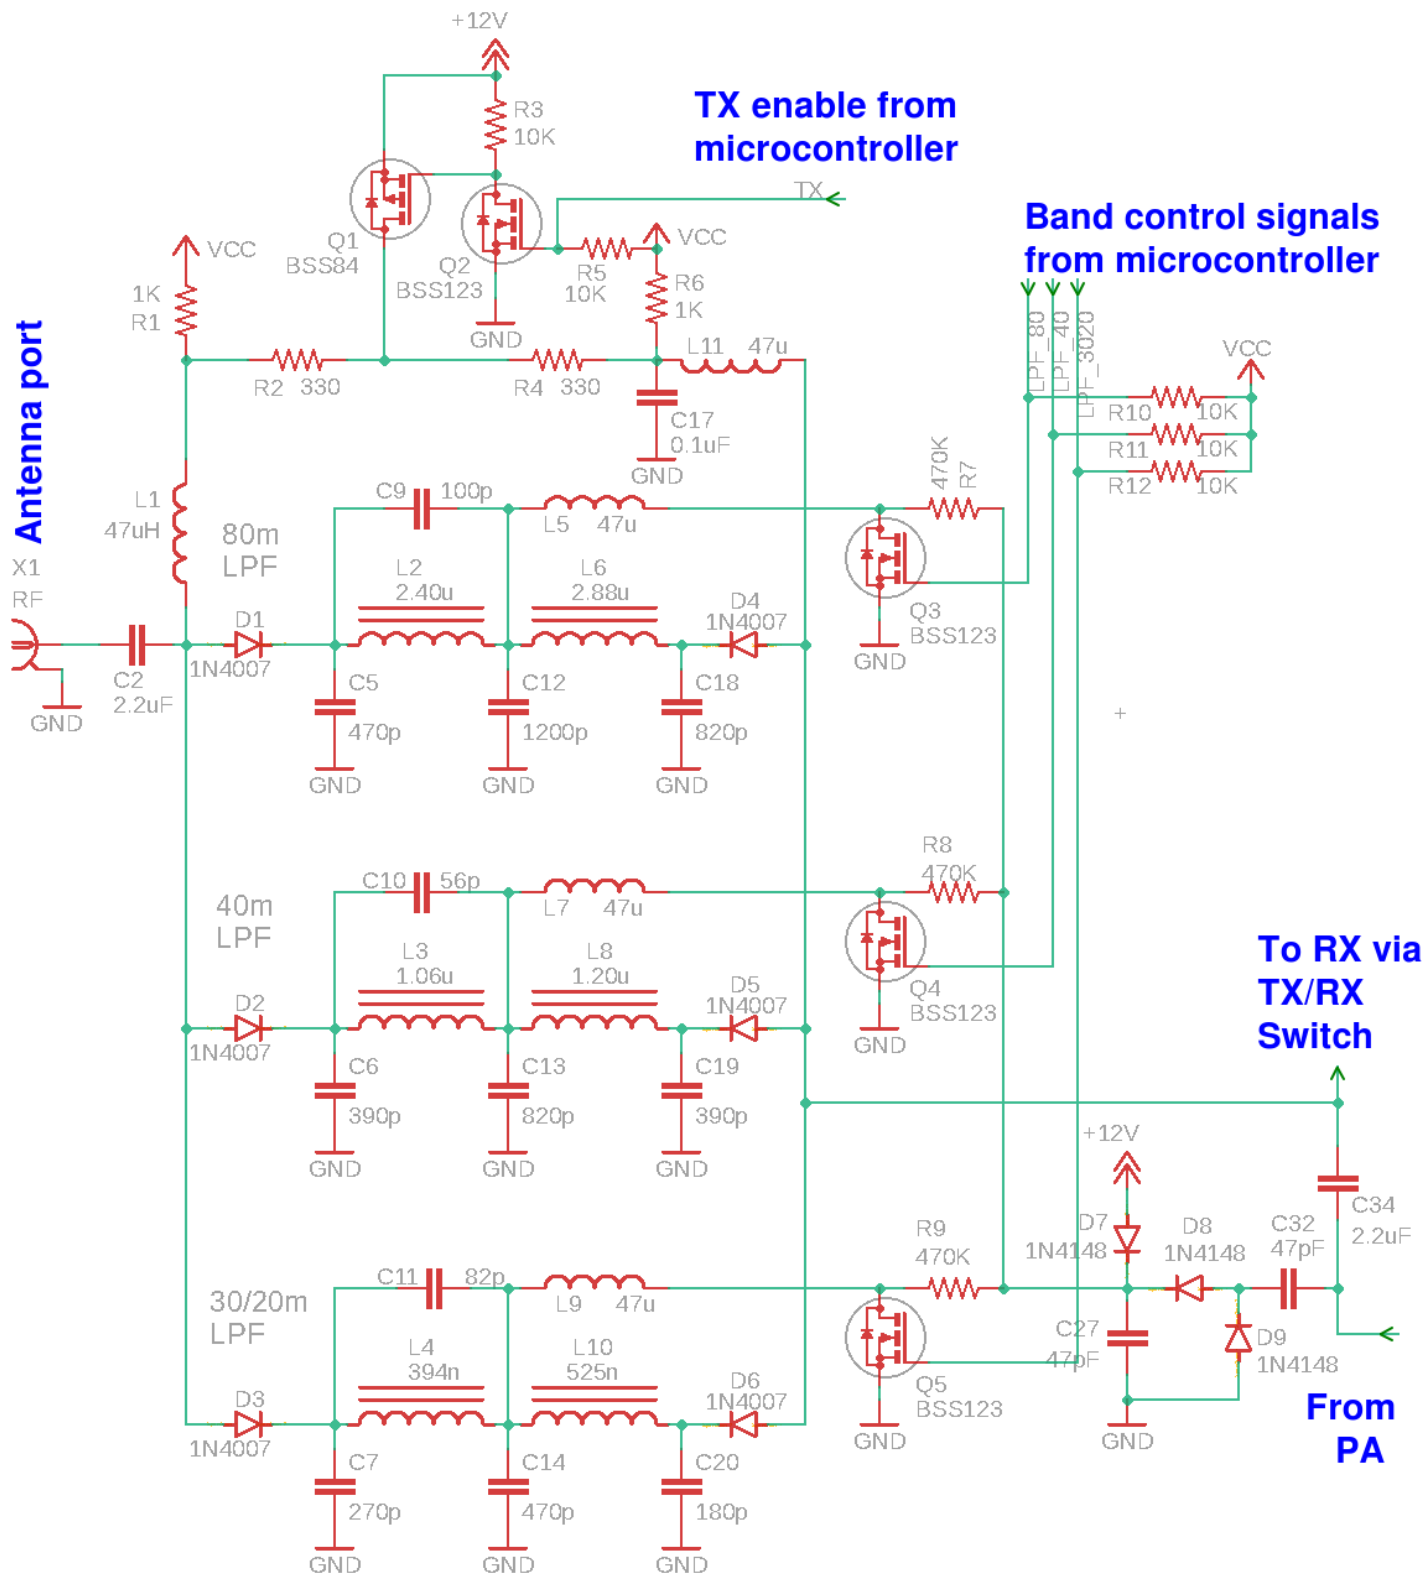 +12V
R3
10K
TX enable from
microcontroller
TX
Q1
BSS84
Q2
BSS123
GND
R5
10K
VCC
R6
1K
VCC
1K
R1
Band control signals
from microcontroller
LPF_80
LPF_40
LPF_3020
VCC
R10 10K
R11 10K
R12 10K
Antenna port
R2 330
R4 330
L11 47u
C17
0.1uF
GND
470K
R7
L1
47uH
80m
LPF
C9 100p
L5 47u
L2
2.40u
L6
2.88u
D4
1N4007
Q3
BSS123
GND
X1
RF
GND
C2
2.2uF
D1
1N4007
C5
470p
GND
C12
1200p
GND
C18
820p
GND
R8
470K
C10 56p
L7 47u
40m
LPF
L3
1.06u
L8
1.20u
D5
1N4007
Q4
BSS123
GND
D2
1N4007
C6
390p
GND
C13
820p
GND
C19
390p
GND
To RX via
TX/RX
Switch
+12V
D7
1N4148
D8
1N4148
C32
47pF
C34
2.2uF
R9
470K
C11 82p
L9 47u
30/20m
LPF
L4
394n
L10
525n
D6
1N4007
Q5
BSS123
GND
C27
47pF
D9
1N4148
GND
From
PA
D3
1N4007
C7
270p
GND
C14
470p
GND
C20
180p
GND